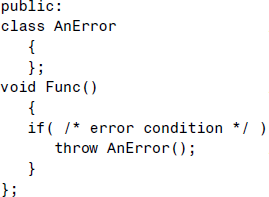 public:
class AnError
   {
   };
void Func()
   {
   if( /* error condition */ )
      throw AnError();
   }
};